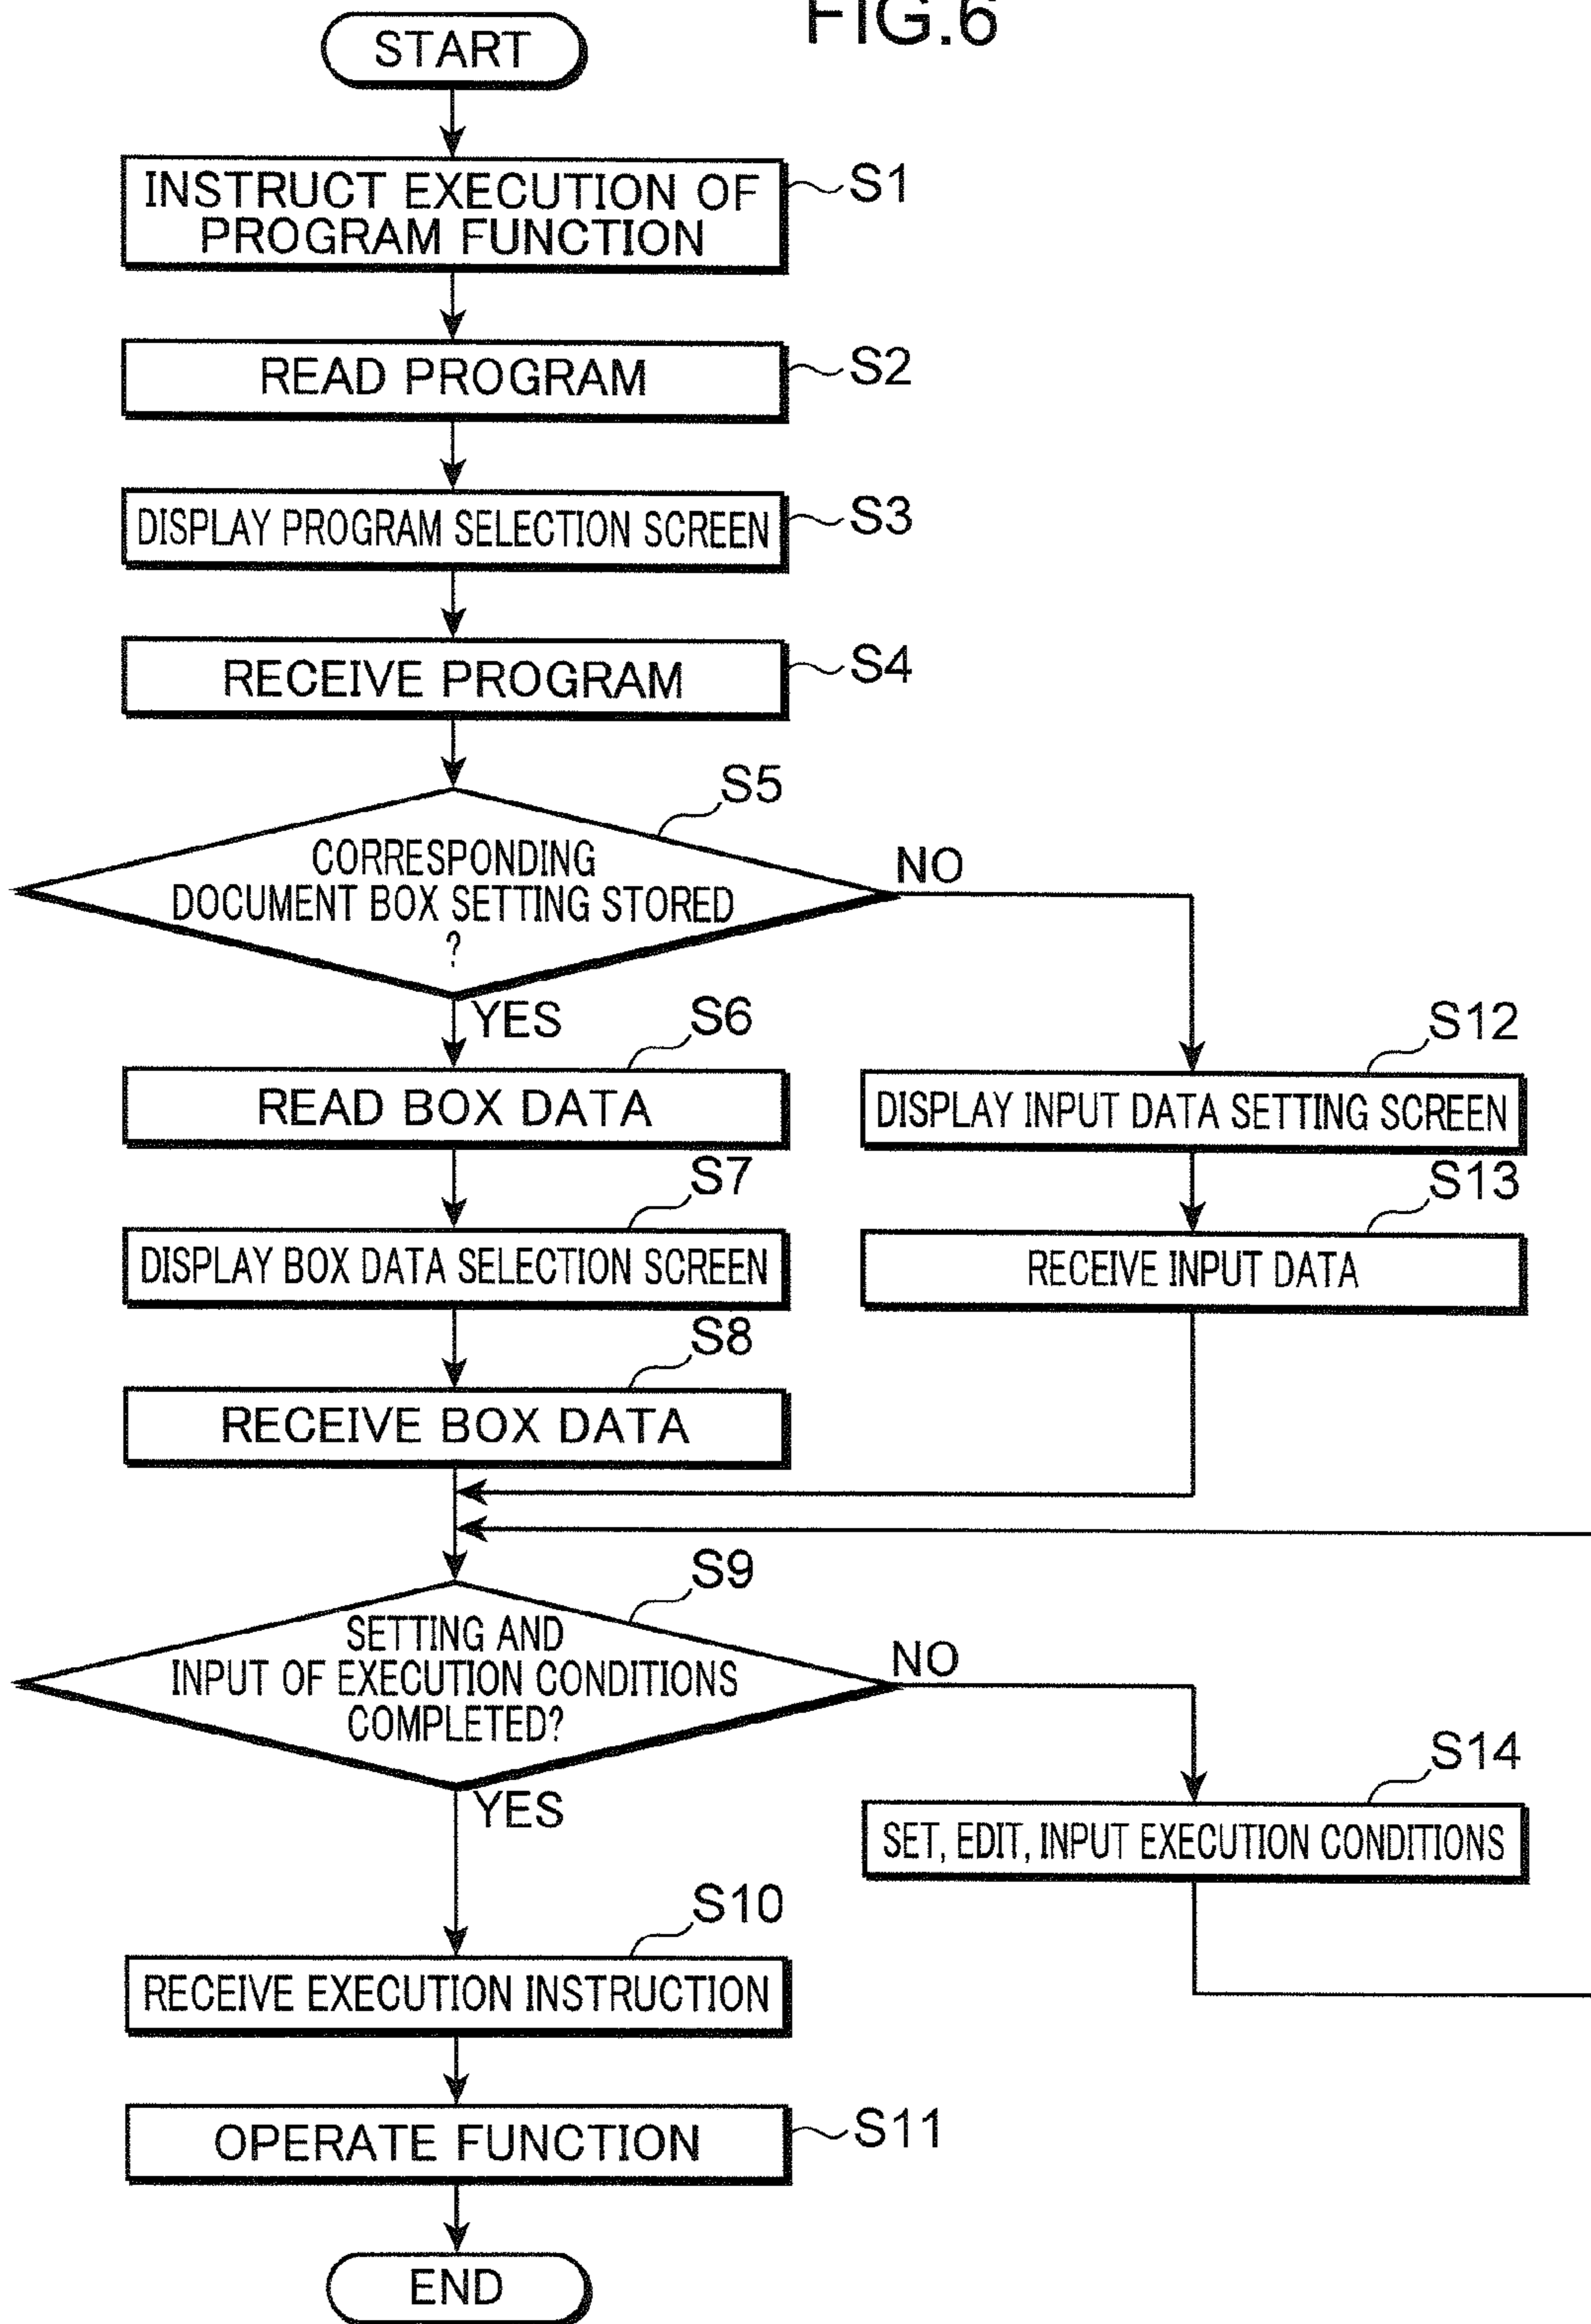 FIG.6
START
INSTRUCT EXECUTION OF
PROGRAM FUNCTION
S1
READ PROGRAM
S2
DISPLAY PROGRAM SELECTION SCREEN
S3
RECEIVE PROGRAM
S4
S5
CORRESPONDING
DOCUMENT BOX SETTING STORED
?
NO
YES
S6
READ BOX DATA
S12
DISPLAY INPUT DATA SETTING SCREEN
S7
DISPLAY BOX DATA SELECTION SCREEN
S13
RECEIVE INPUT DATA
S8
RECEIVE BOX DATA
S9
SETTING AND
INPUT OF EXECUTION CONDITIONS
COMPLETED?
NO
YES
S14
SET, EDIT, INPUT EXECUTION CONDITIONS
S10
RECEIVE EXECUTION INSTRUCTION
OPERATE FUNCTION
S11
END